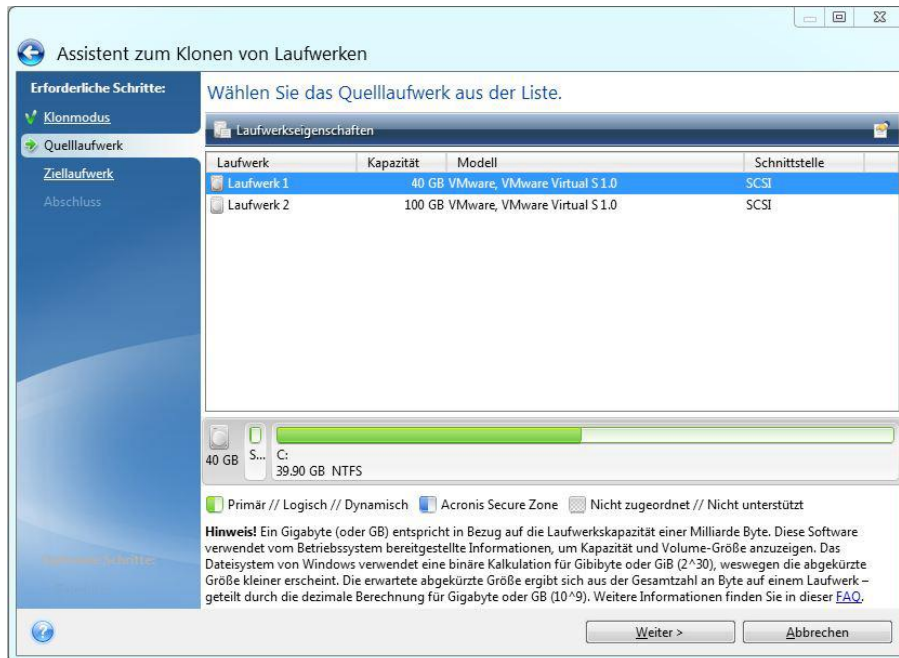 Assistent zum Klonen von Laufwerken
Erforderliche Schritte:
Klonmodus
Quelllaufwerk
Ziellaufwerk
Abschluss
Wählen Sie das Quelllaufwerk aus der Liste.
Laufwerkseigenschaften
Laufwerk Kapazität Modell Schnittstelle
Laufwerk 1 40 GB VMware, VMware Virtual S 1.0 SCSI
Laufwerk 2 100 GB VMware, VMware Virtual S 1.0 SCSI
40 GB
S...
C:
39.90 GB NTFS
Primär // Logisch // Dynamisch Acronis Secure Zone Nicht zugeordnet // Nicht unterstützt
Hinweis! Ein Gigabyte (oder GB) entspricht in Bezug auf die Laufwerkskapazität einer Milliarde Byte. Diese Software
verwendet vom Betriebssystem bereitgestellte Informationen, um Kapazität und Volume-Größe anzuzeigen. Das
Dateisystem von Windows verwendet eine binäre Kalkulation für Gibibyte oder GiB (2^30), weswegen die abgekürzte
Größe kleiner erscheint. Die erwartete abgekürzte Größe ergibt sich aus der Gesamtzahl an Byte auf einem Laufwerk –
geteilt durch die dezimale Berechnung für Gigabyte oder GB (10^9). Weitere Informationen finden Sie in dieser FAQ.
Weiter >
Abbrechen